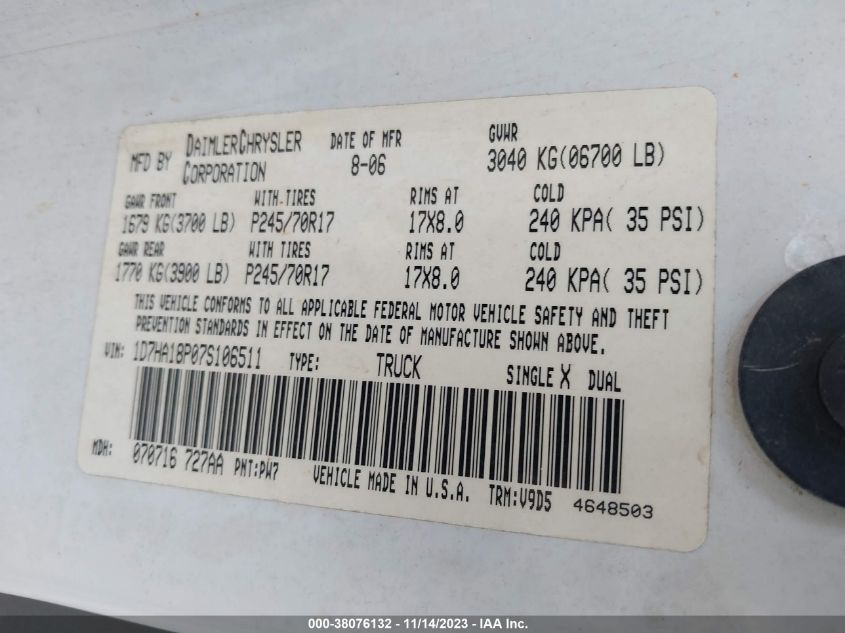 MFD BY DAIMLERCHRYSLER CORPORATION DATE OF MFR 8-06 GVWR 3040 KG(06700 LB)
GAWR FRONT WITH TIRES RIMS AT COLD
1679 KG(3700 LB) P245/70R17 17X8.0 240 KPA( 35 PSI)
GAWR REAR WITH TIRES RIMS AT COLD
1770 KG(3900 LB) P245/70R17 17X8.0 240 KPA( 35 PSI)
THIS VEHICLE CONFORMS TO ALL APPLICABLE FEDERAL MOTOR VEHICLE SAFETY AND THEFT
PREVENTION STANDARDS IN EFFECT ON THE DATE OF MANUFACTURE SHOWN ABOVE.
VIN: 1D7HA18P07S106511 TYPE: TRUCK SINGLE X DUAL
MDH: 070716 727AA PNT:PW7 VEHICLE MADE IN U.S.A. TRM:V9D5 4648503
000-38076132 - 11/14/2023 - IAA Inc.